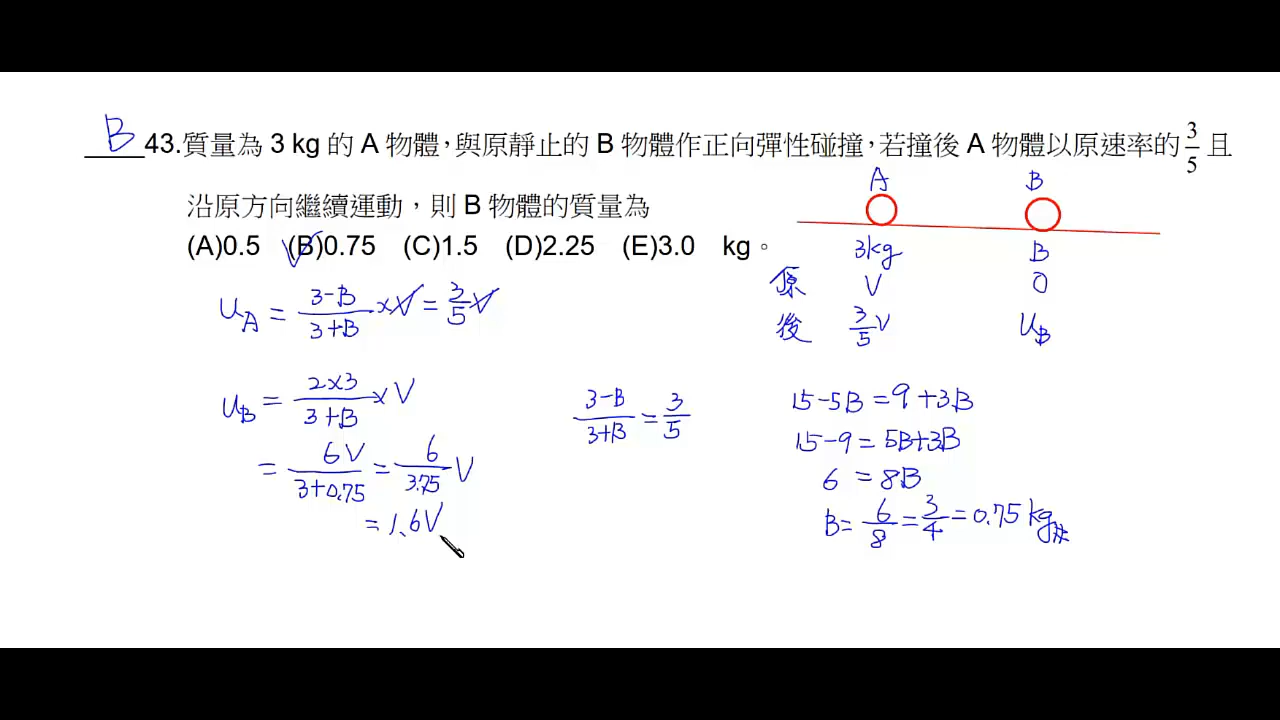 B 43.質量為 3 kg 的 A 物體，與原靜止的 B 物體作正向彈性碰撞，若撞後 A 物體以原速率的 3/5 且
沿原方向繼續運動，則 B 物體的質量為
(A)0.5 (B)0.75 (C)1.5 (D)2.25 (E)3.0 kg。
A B
3kg B
原 V 0
後 3/5 V U_B
U_A = (3-B)/(3+B) × V = 3/5 V
U_B = (2×3)/(3+B) × V
= 6V/(3+0.75) = 6/3.75 V
= 1.6V
(3-B)/(3+B) = 3/5
15-5B = 9+3B
15-9 = 5B+3B
6 = 8B
B = 6/8 = 3/4 = 0.75 kg #